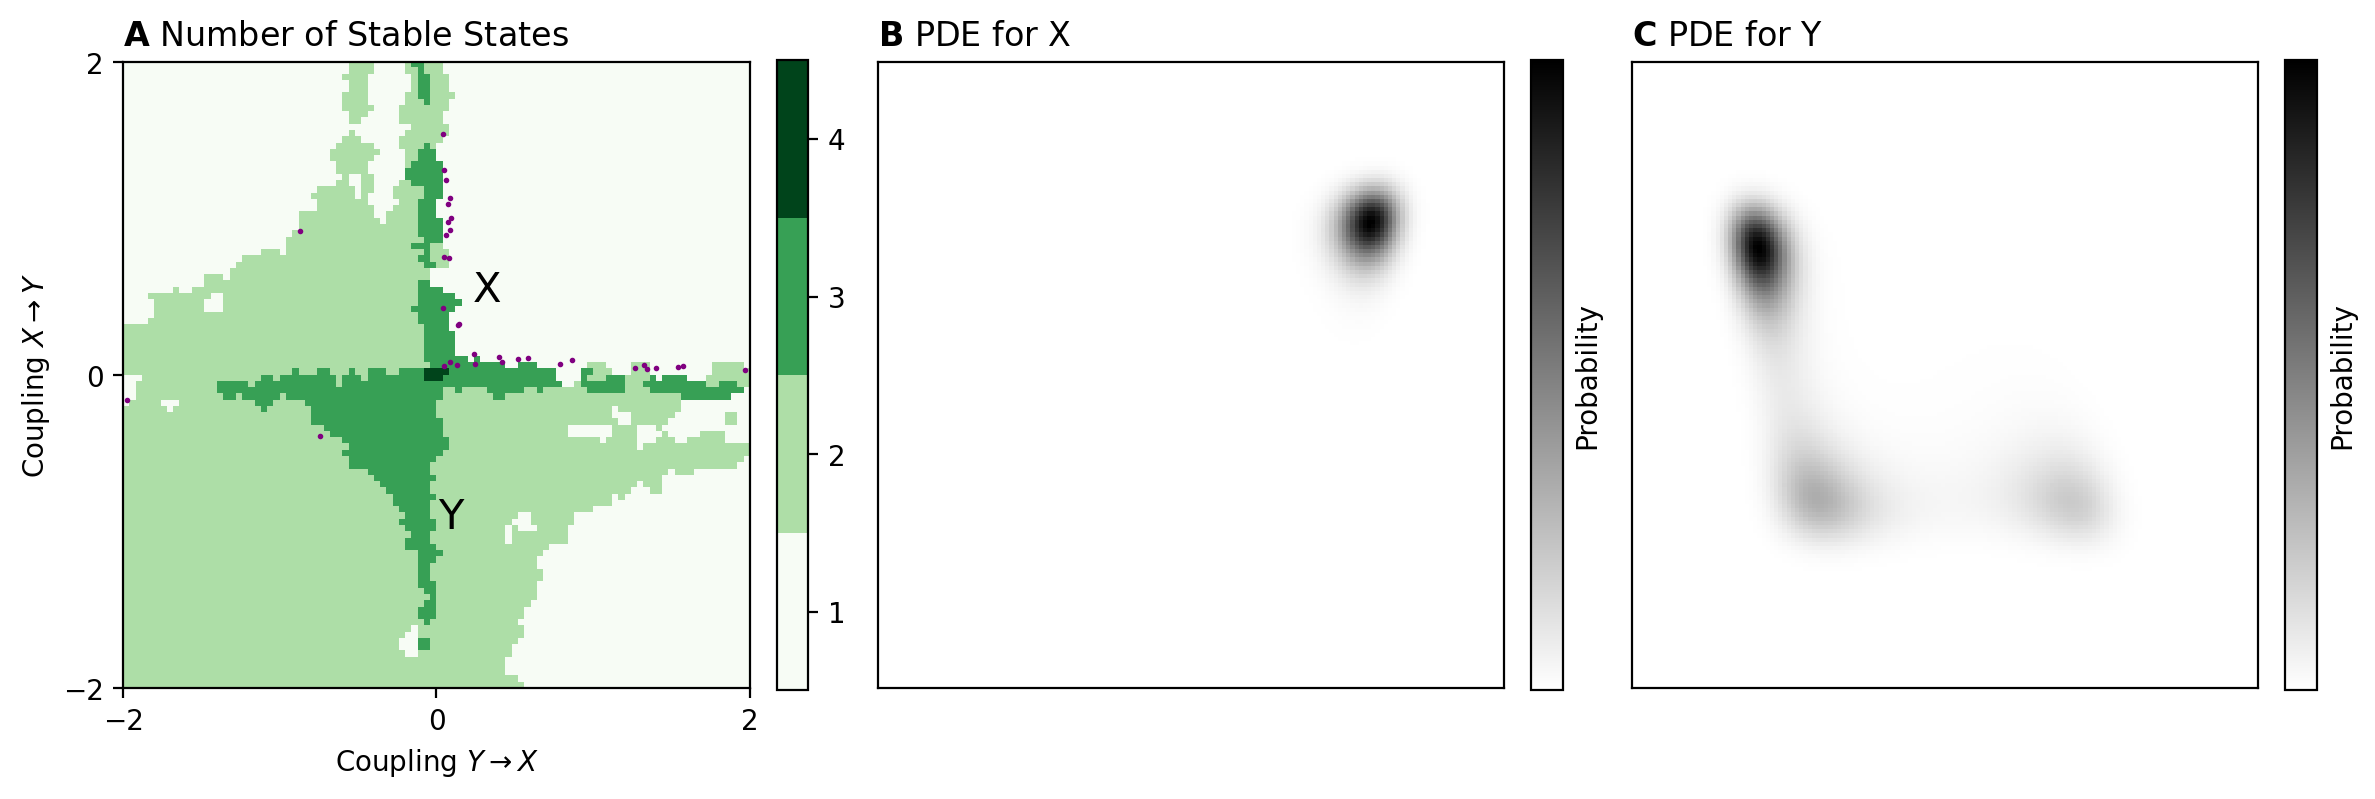 A Number of Stable States
B PDE for X
C PDE for Y
2
0
−2
Coupling X→Y
−2
0
2
Coupling Y→X
X
Y
4
3
2
1
Probability
Probability